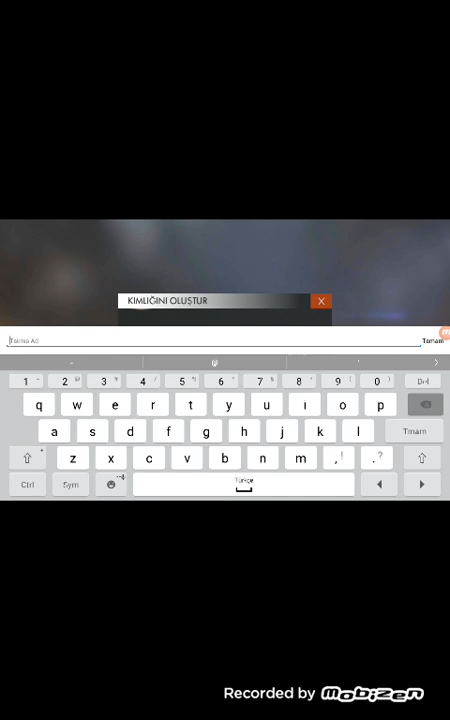 KIMLIĞINI OLUŞTUR X
Takma Ad Tamam
1 2 3 4 5 6 7 8 9 0 Del
q w e r t y u ı o p
a s d f g h j k l Tmam
z x c v b n m , ! . ?
Ctrl Sym Türkçe
Recorded by mobizen